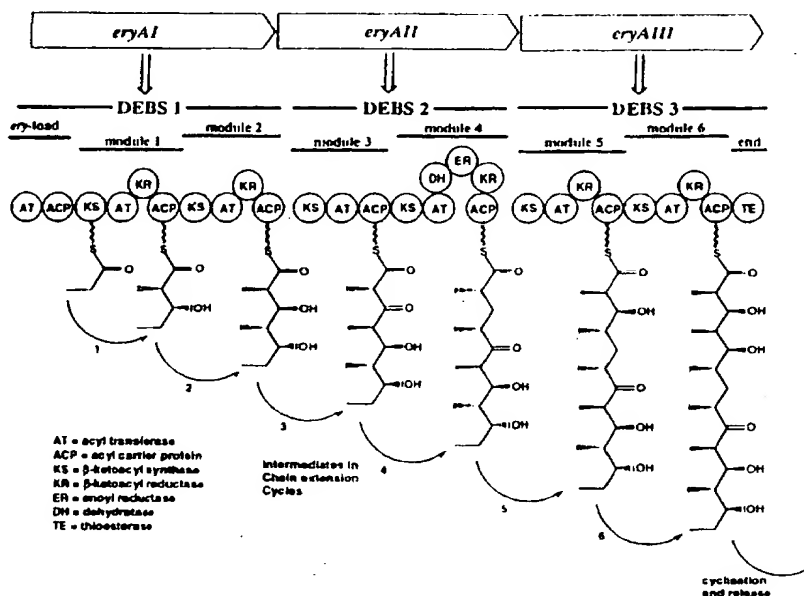 eryAI eryAII cryAIII
DEBS 1 DEBS 2 DEBS 3
ery-load module 1 module 2 module 3 module 4 module 5 module 6 end
AT ACP KS AT KR ACP KS AT KR ACP KS AT ACP KS AT DH ER KR ACP KS AT KR ACP KS AT KR ACP TE
S S S S S S
O O O O O O
OH O OH OH
OH OH OH O OH OH
OH OH O OH
OH OH O
OH OH
OH
1
2
3
4
5
6
AT = acyl transferase
ACP = acyl carrier protein
KS = β-ketoacyl synthase
KR = β-ketoacyl reductase
ER = enoyl reductase
DH = dehydratase
TE = thioesterase
Intermediates in
Chain extension
Cycles
cyclisation
and release